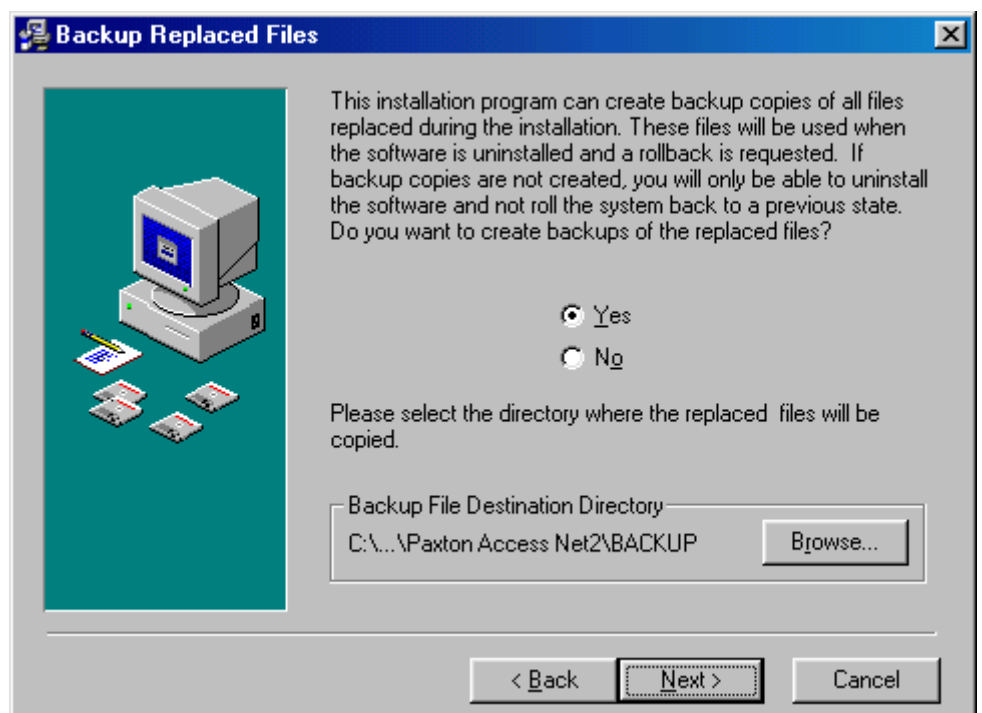 Backup Replaced Files
This installation program can create backup copies of all files
replaced during the installation. These files will be used when
the software is uninstalled and a rollback is requested.  If
backup copies are not created, you will only be able to uninstall
the software and not roll the system back to a previous state.
Do you want to create backups of the replaced files?
Yes
No
Please select the directory where the replaced  files will be
copied.
Backup File Destination Directory
C:\...\Paxton Access Net2\BACKUP
Browse...
< Back
Next >
Cancel